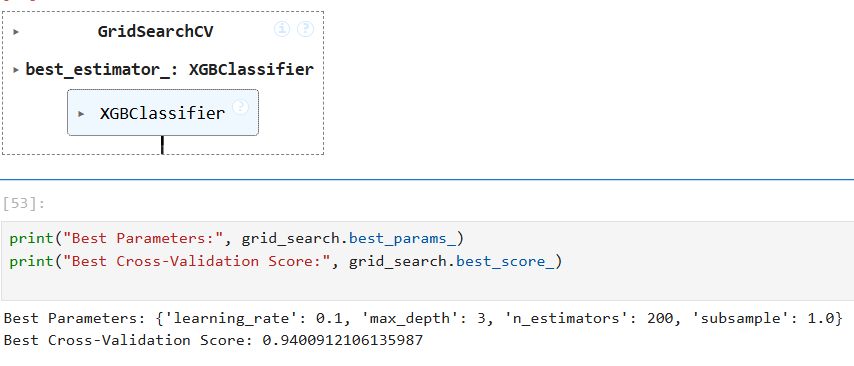 GridSearchCV
best_estimator_: XGBClassifier
XGBClassifier
[53]:
print("Best Parameters:", grid_search.best_params_)
print("Best Cross-Validation Score:", grid_search.best_score_)
Best Parameters: {'learning_rate': 0.1, 'max_depth': 3, 'n_estimators': 200, 'subsample': 1.0}
Best Cross-Validation Score: 0.9400912106135987